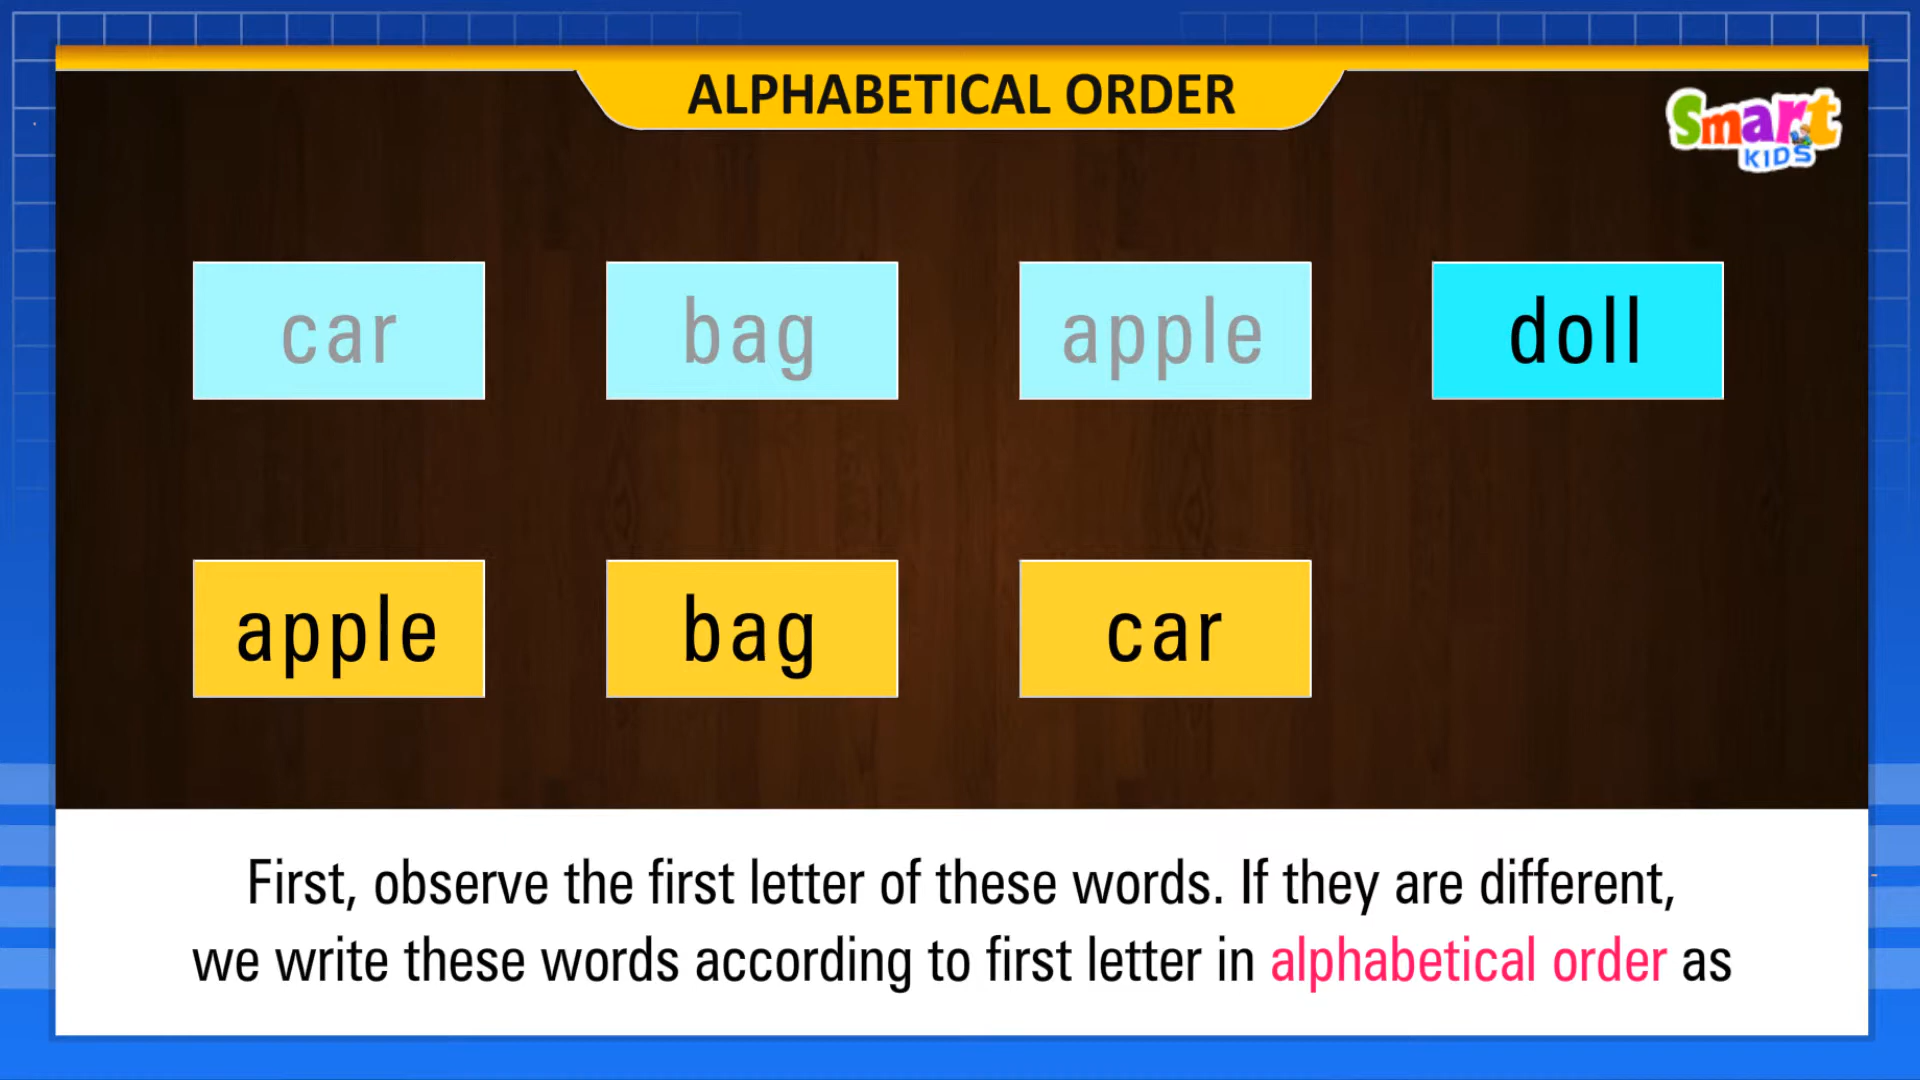 ALPHABETICAL ORDER
Smart
KIDS
car bag apple doll
apple bag car
First, observe the first letter of these words. If they are different,
we write these words according to first letter in alphabetical order as